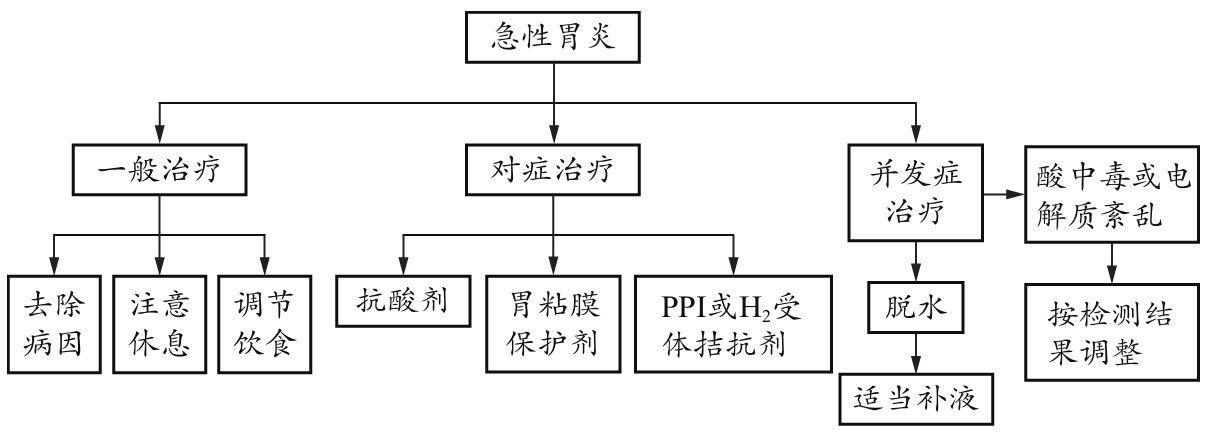 急性胃炎
一般治疗
对症治疗
并发症
治疗
酸中毒或电
解质紊乱
去除
病因
注意
休息
调节
饮食
抗酸剂
胃粘膜
保护剂
PPI或H₂受
体拮抗剂
脱水
适当补液
按检测结
果调整